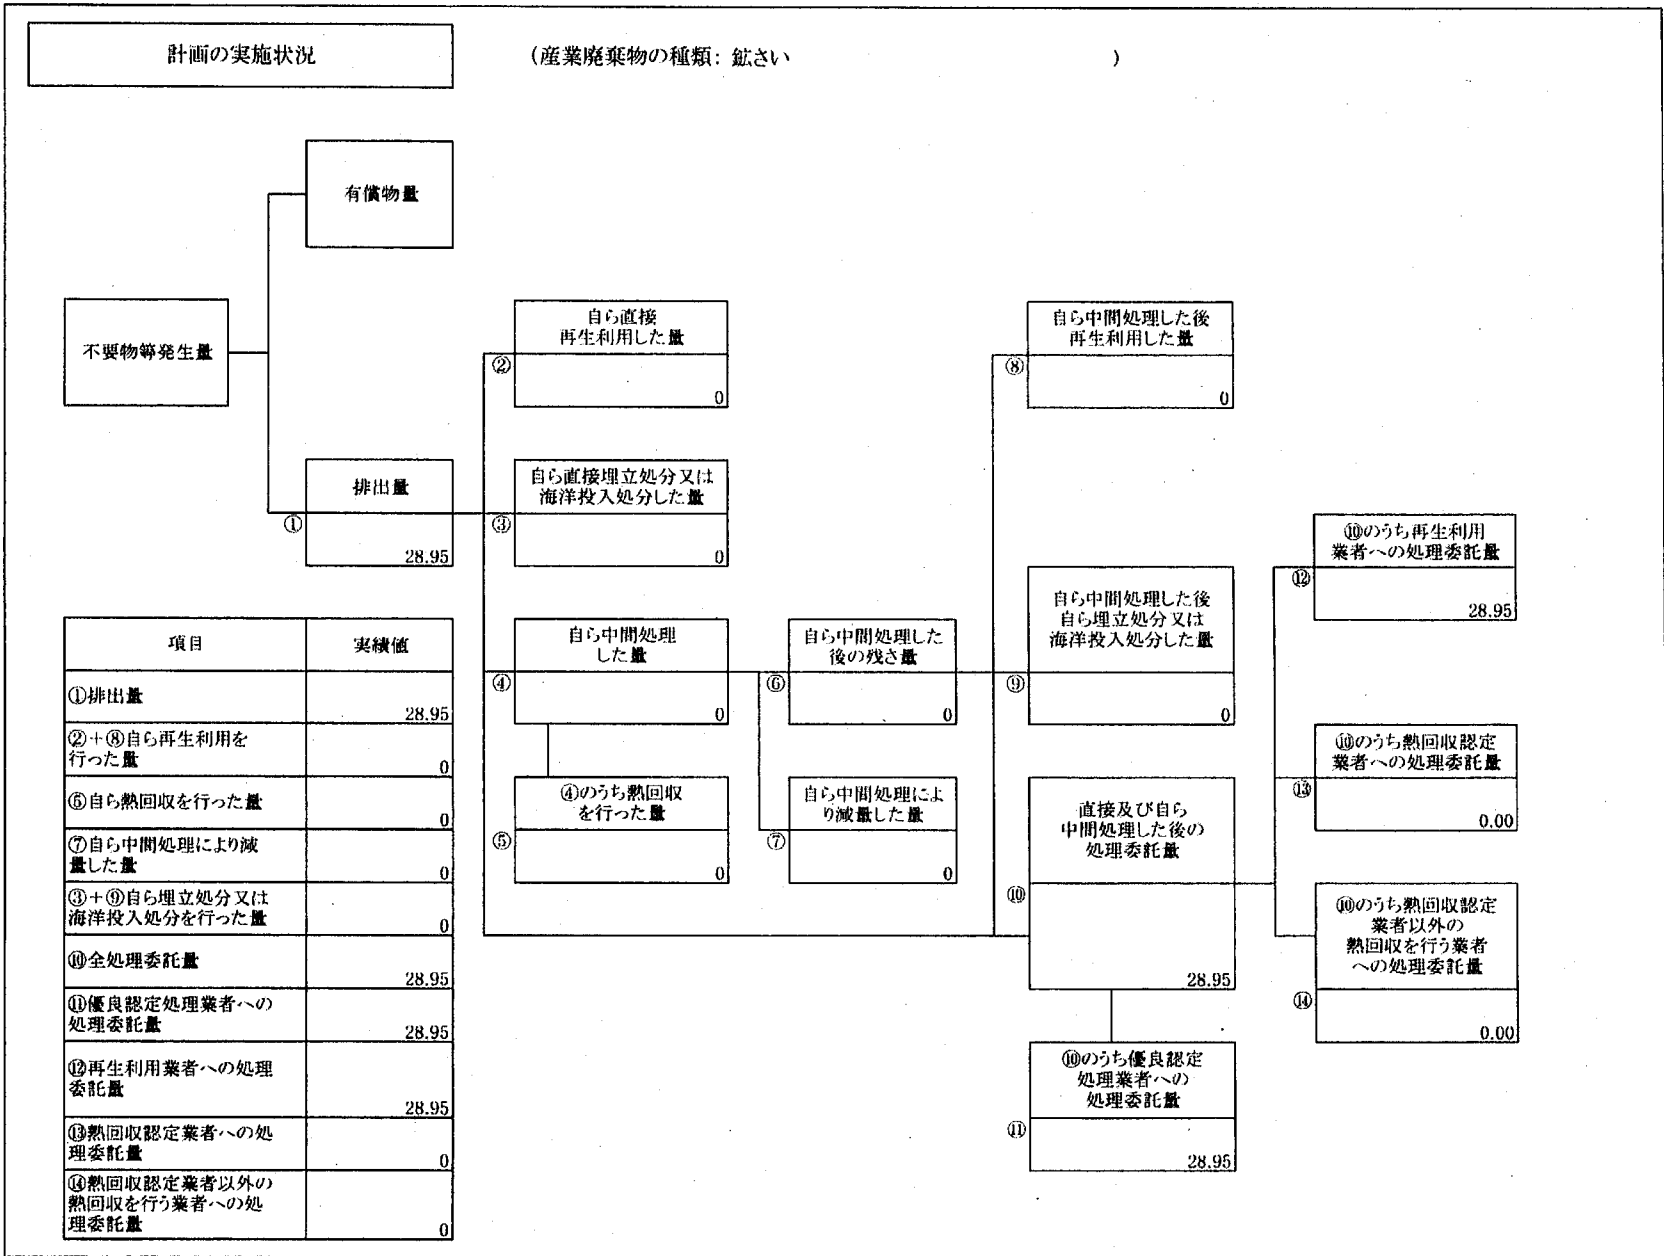 計画の実施状況
（産業廃棄物の種類：鉱さい　）
有償物量
不要物等発生量
自ら直接
再生利用した量
②
0
自ら中間処理した後
再生利用した量
⑧
0
排出量
①
28.95
自ら直接埋立処分又は
海洋投入処分した量
③
0
⑩のうち再生利用
業者への処理委託量
⑫
28.95
自ら中間処理した後
自ら埋立処分又は
海洋投入処分した量
⑨
0
自ら中間処理
した量
④
0
自ら中間処理した
後の残さ量
⑥
0
⑩のうち熱回収認定
業者への処理委託量
⑬
0.00
④のうち熱回収
を行った量
⑤
0
自ら中間処理によ
り減量した量
⑦
0
直接及び自ら
中間処理した後の
処理委託量
⑩
28.95
⑩のうち熱回収認定
業者以外の
熱回収を行う業者
への処理委託量
⑭
0.00
⑩のうち優良認定
処理業者への
処理委託量
⑪
28.95
項目 実績値
①排出量
28.95
②＋⑧自ら再生利用を
行った量
0
⑤自ら熱回収を行った量
0
⑦自ら中間処理により減
量した量
0
③＋⑨自ら埋立処分又は
海洋投入処分を行った量
0
⑩全処理委託量
28.95
⑪優良認定処理業者への
処理委託量
28.95
⑫再生利用業者への処理
委託量
28.95
⑬熱回収認定業者への処
理委託量
0
⑭熱回収認定業者以外の
熱回収を行う業者への処
理委託量
0